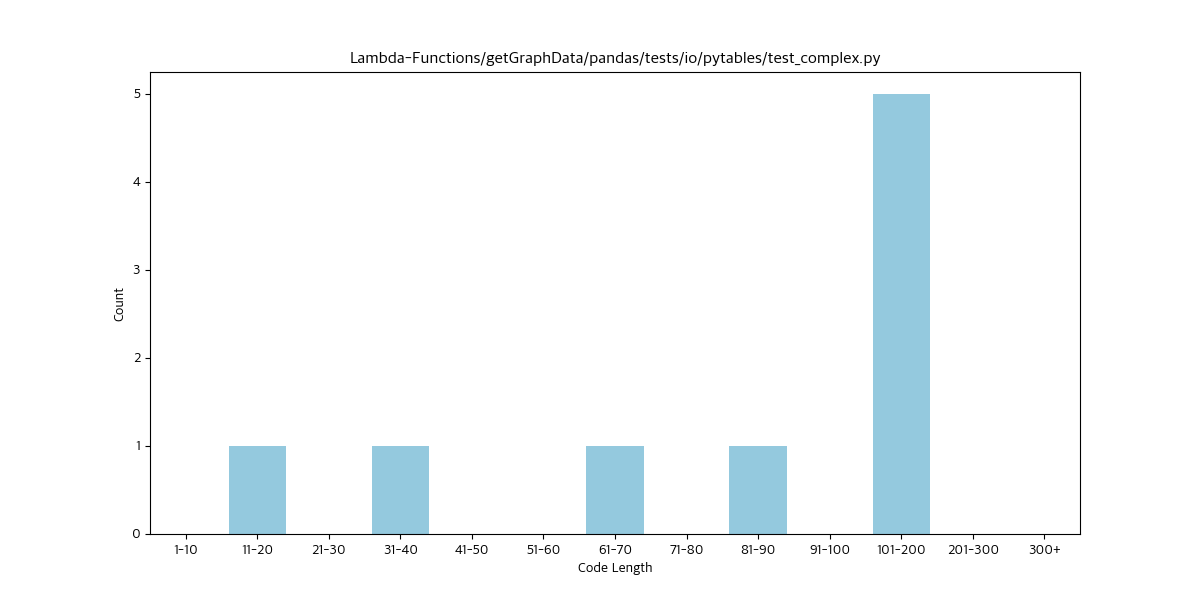 Lambda-Functions/getGraphData/pandas/tests/io/pytables/test_complex.py
5
4
3
2
1
0
Count
1-10 11-20 21-30 31-40 41-50 51-60 61-70 71-80 81-90 91-100 101-200 201-300 300+
Code Length